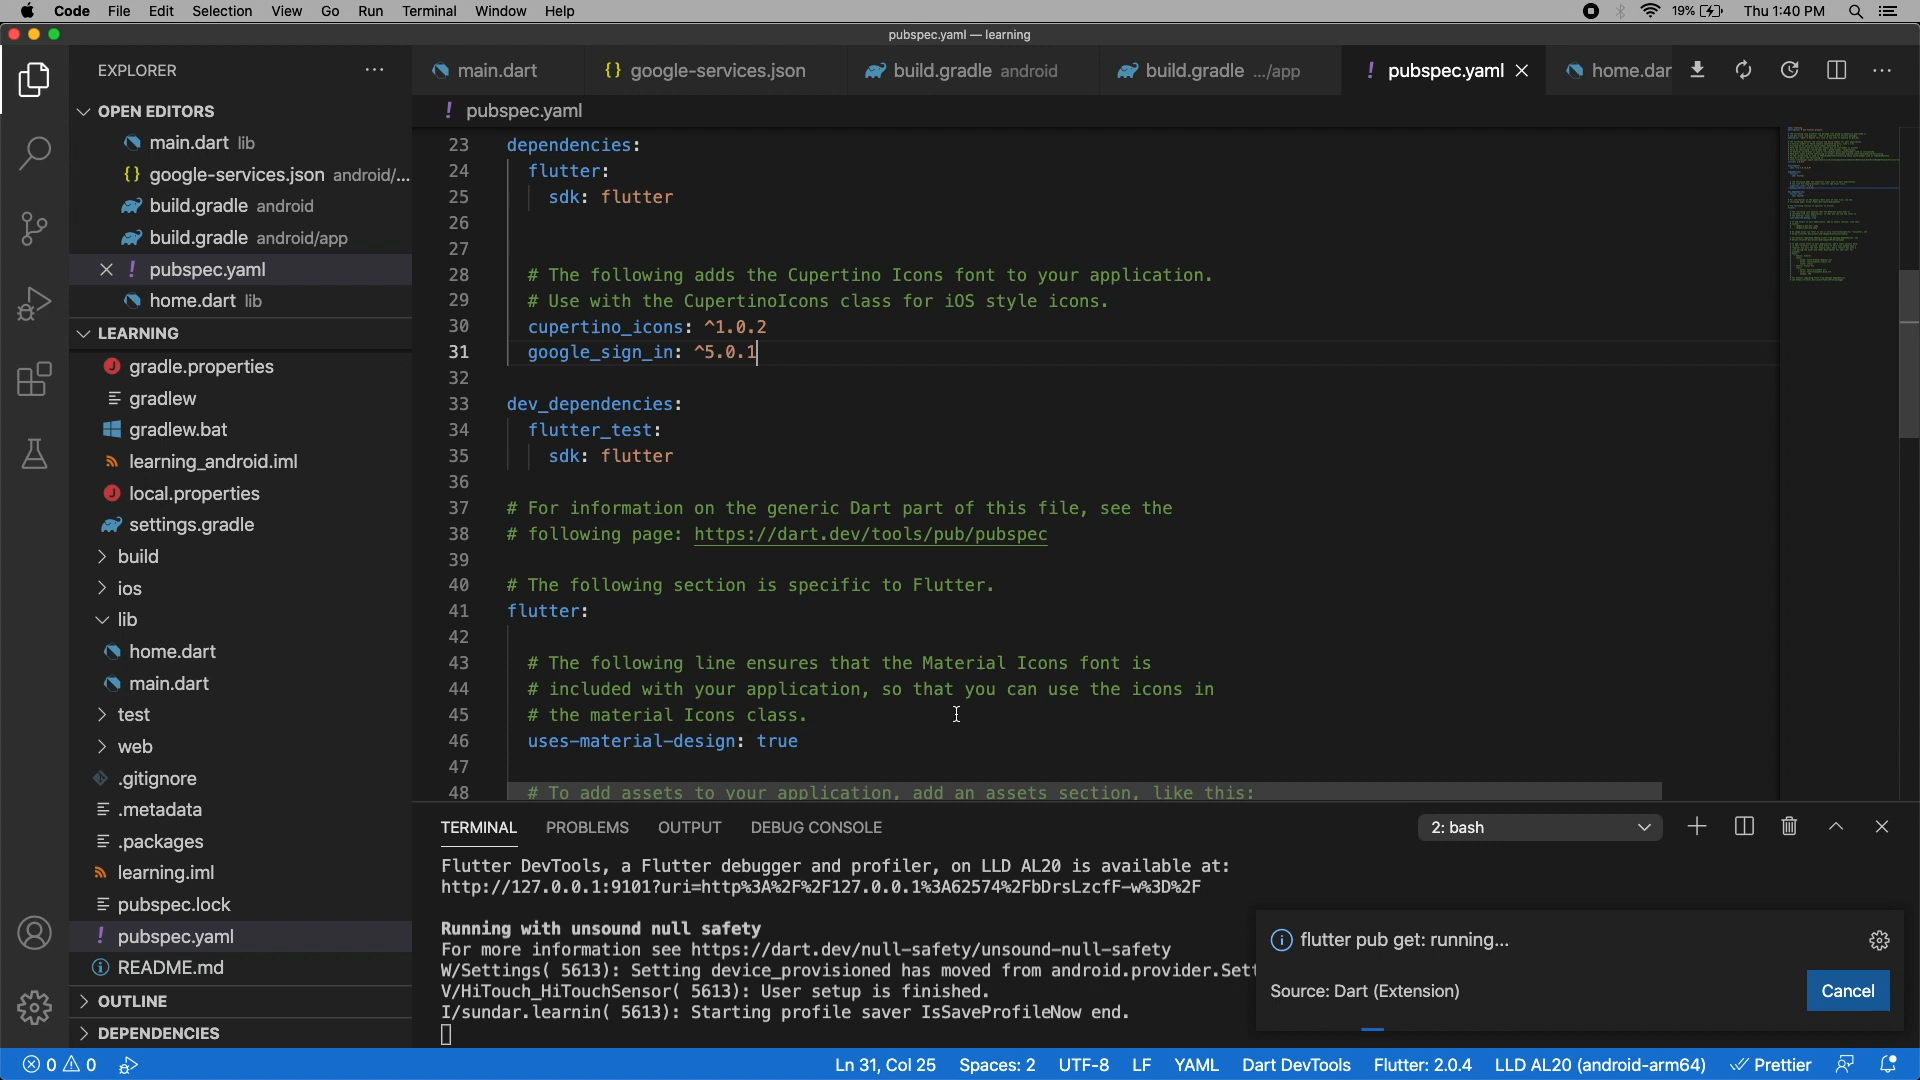 Code File Edit Selection View Go Run Terminal Window Help 19% Thu 1:40 PM
pubspec.yaml — learning
EXPLORER
main.dart
google-services.json
build.gradle android
build.gradle .../app
pubspec.yaml
home.dar
pubspec.yaml
OPEN EDITORS
main.dart lib
google-services.json android/...
build.gradle android
build.gradle android/app
pubspec.yaml
home.dart lib
LEARNING
gradle.properties
gradlew
gradlew.bat
learning_android.iml
local.properties
settings.gradle
build
ios
lib
home.dart
main.dart
test
web
.gitignore
.metadata
.packages
learning.iml
pubspec.lock
pubspec.yaml
README.md
OUTLINE
DEPENDENCIES
23 dependencies:
24 flutter:
25 sdk: flutter
26
27
28 # The following adds the Cupertino Icons font to your application.
29 # Use with the CupertinoIcons class for iOS style icons.
30 cupertino_icons: ^1.0.2
31 google_sign_in: ^5.0.1
32
33 dev_dependencies:
34 flutter_test:
35 sdk: flutter
36
37 # For information on the generic Dart part of this file, see the
38 # following page: https://dart.dev/tools/pub/pubspec
39
40 # The following section is specific to Flutter.
41 flutter:
42
43 # The following line ensures that the Material Icons font is
44 # included with your application, so that you can use the icons in
45 # the material Icons class.
46 uses-material-design: true
47
48 # To add assets to your application, add an assets section, like this:
TERMINAL PROBLEMS OUTPUT DEBUG CONSOLE
2: bash
Flutter DevTools, a Flutter debugger and profiler, on LLD AL20 is available at:
http://127.0.0.1:9101?uri=http%3A%2F%2F127.0.0.1%3A62574%2FbDrsLzcfF-w%3D%2F
Running with unsound null safety
For more information see https://dart.dev/null-safety/unsound-null-safety
W/Settings( 5613): Setting device_provisioned has moved from android.provider.Sett
V/HiTouch_HiTouchSensor( 5613): User setup is finished.
I/sundar.learnin( 5613): Starting profile saver IsSaveProfileNow end.
flutter pub get: running...
Source: Dart (Extension)
Cancel
0 0
Ln 31, Col 25 Spaces: 2 UTF-8 LF YAML Dart DevTools Flutter: 2.0.4 LLD AL20 (android-arm64) Prettier